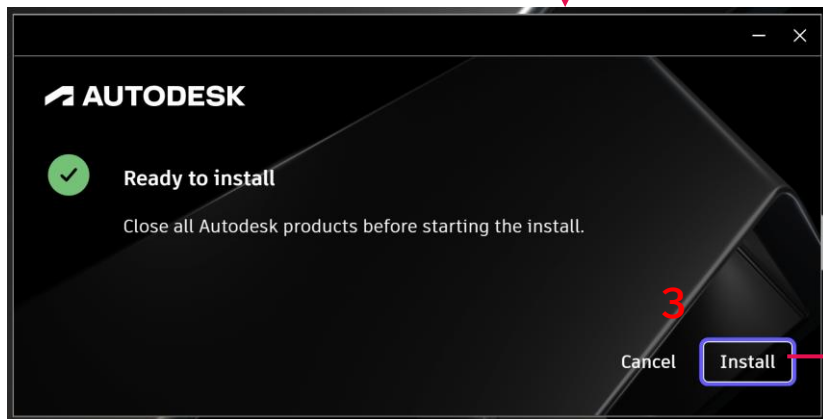 AUTODESK
Ready to install
Close all Autodesk products before starting the install.
3
Cancel Install